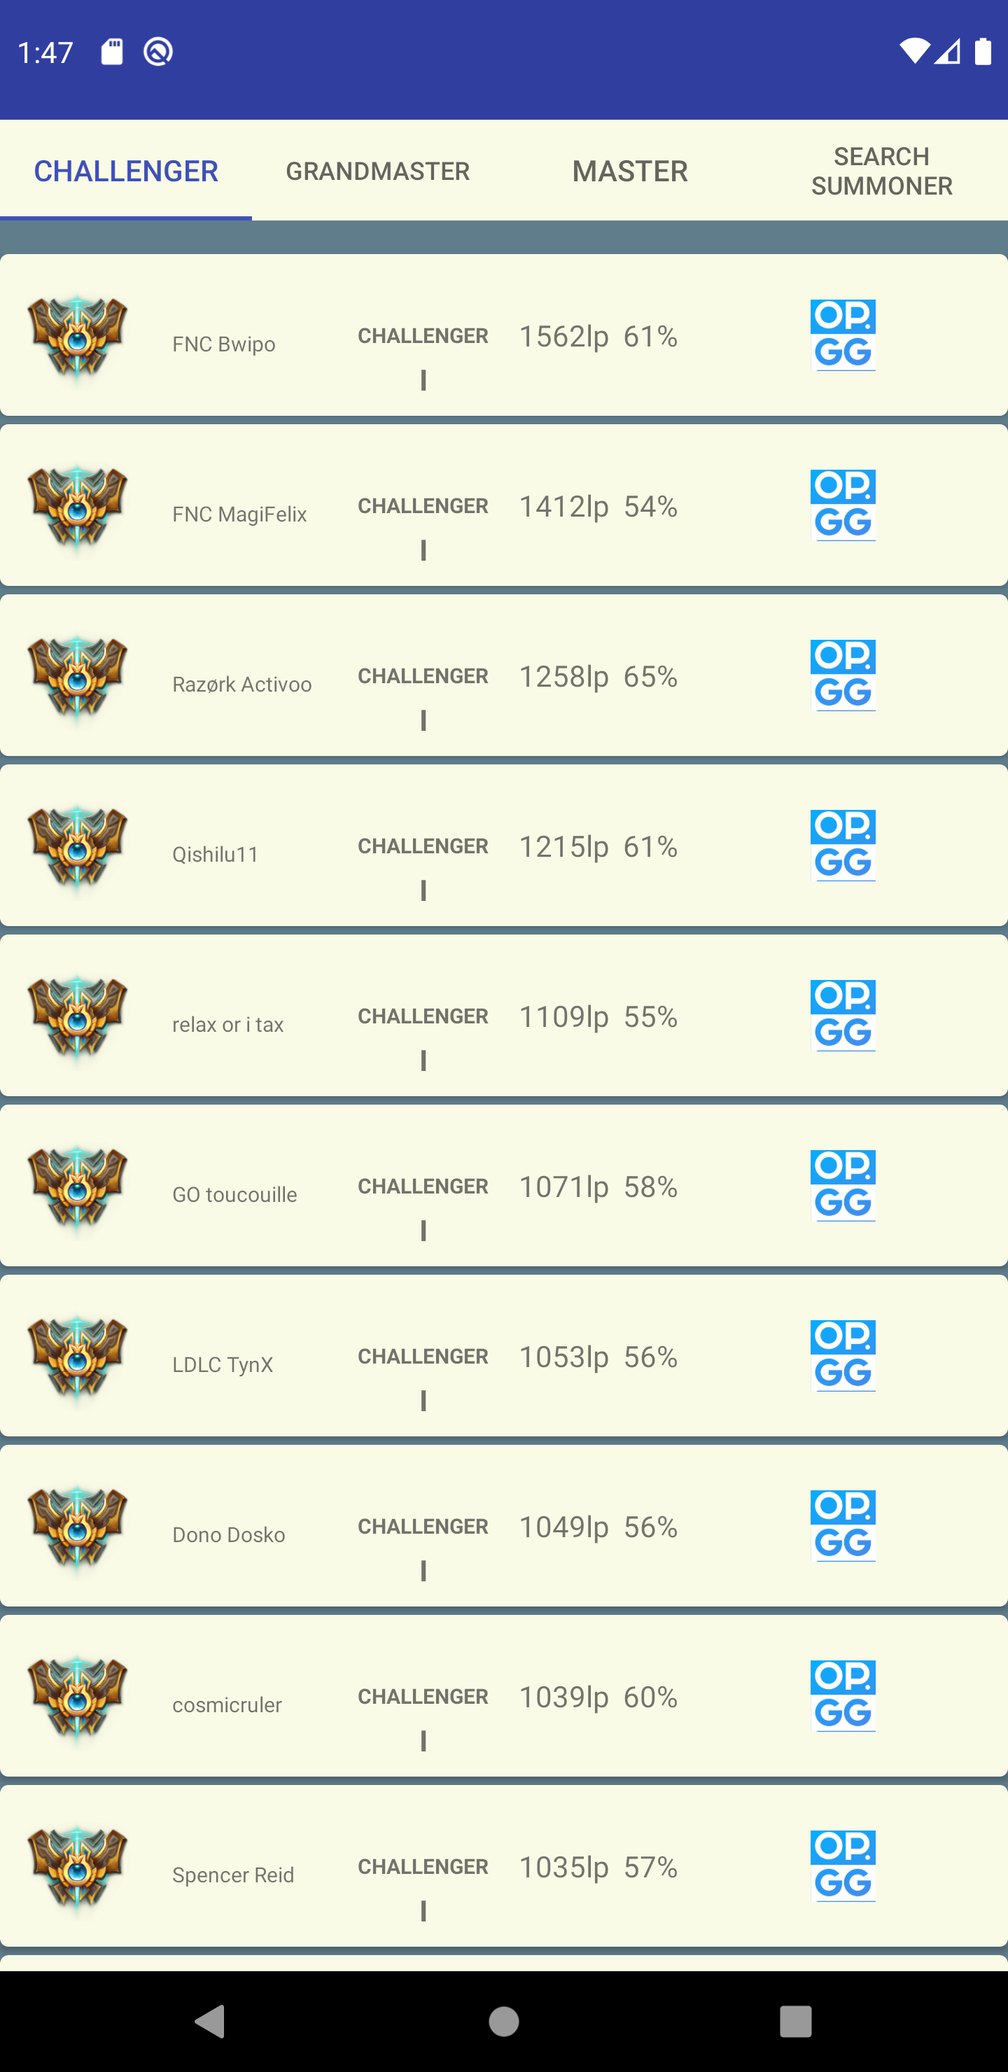 1:47
CHALLENGER
GRANDMASTER
MASTER
SEARCH
SUMMONER
FNC Bwipo
CHALLENGER
I
1562lp 61%
OP.
GG
FNC MagiFelix
CHALLENGER
I
1412lp 54%
OP.
GG
Razørk Activoo
CHALLENGER
I
1258lp 65%
OP.
GG
Qishilu11
CHALLENGER
I
1215lp 61%
OP.
GG
relax or i tax
CHALLENGER
I
1109lp 55%
OP.
GG
GO toucouille
CHALLENGER
I
1071lp 58%
OP.
GG
LDLC TynX
CHALLENGER
I
1053lp 56%
OP.
GG
Dono Dosko
CHALLENGER
I
1049lp 56%
OP.
GG
cosmicruler
CHALLENGER
I
1039lp 60%
OP.
GG
Spencer Reid
CHALLENGER
I
1035lp 57%
OP.
GG